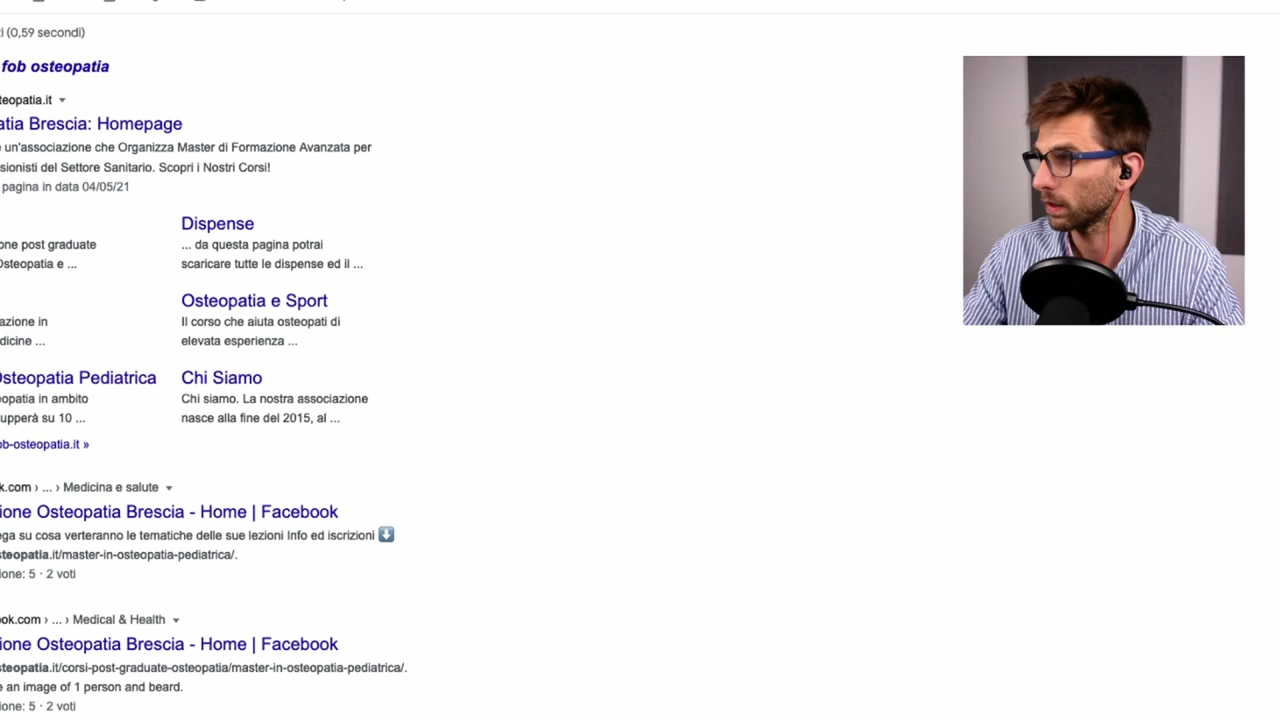 (0,59 secondi)
fob osteopatia
teopatia.it
atia Brescia: Homepage
e un'associazione che Organizza Master di Formazione Avanzata per
sionisti del Settore Sanitario. Scopri i Nostri Corsi!
pagina in data 04/05/21
Dispense
one post graduate
... da questa pagina potrai
Osteopatia e ...
scaricare tutte le dispense ed il ...
Osteopatia e Sport
azione in
Il corso che aiuta osteopati di
dicine ...
elevata esperienza ...
Osteopatia Pediatrica
Chi Siamo
eopatia in ambito
Chi siamo. La nostra associazione
upperà su 10 ...
nasce alla fine del 2015, al ...
ob-osteopatia.it »
k.com › ... › Medicina e salute
ione Osteopatia Brescia - Home | Facebook
ega su cosa verteranno le tematiche delle sue lezioni Info ed iscrizioni ⬇️
steopatia.it/master-in-osteopatia-pediatrica/.
ione: 5 · 2 voti
ook.com › ... › Medical & Health
ione Osteopatia Brescia - Home | Facebook
steopatia.it/corsi-post-graduate-osteopatia/master-in-osteopatia-pediatrica/.
e an image of 1 person and beard.
ione: 5 · 2 voti